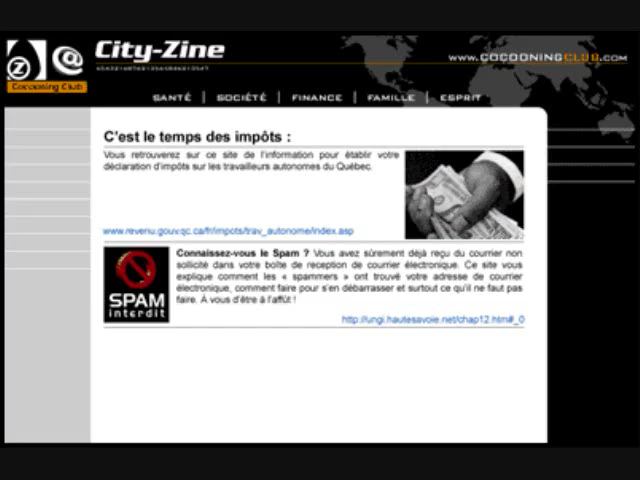 City-Zine
www.COCOONINGCLUB.com
Cocooning Club
SANTÉ | SOCIÉTÉ | FINANCE | FAMILLE | ESPRIT
C'est le temps des impôts :
Vous retrouverez sur ce site de l'information pour établir votre
déclaration d'impôts sur les travailleurs autonomes du Québec.
www.revenu.gouv.qc.ca/fr/impots/trav_autonome/index.asp
Connaissez-vous le Spam ? Vous avez sûrement déjà reçu du courrier non
sollicité dans votre boîte de reception de courrier électronique. Ce site vous
explique comment les « spammers » ont trouvé votre adresse de courrier
électronique, comment faire pour s'en débarrasser et surtout ce qu'il ne faut pas
faire. À vous d'être à l'affût !
SPAM
interdit
http://ungi.hautesavoie.net/chap12.htm#_0